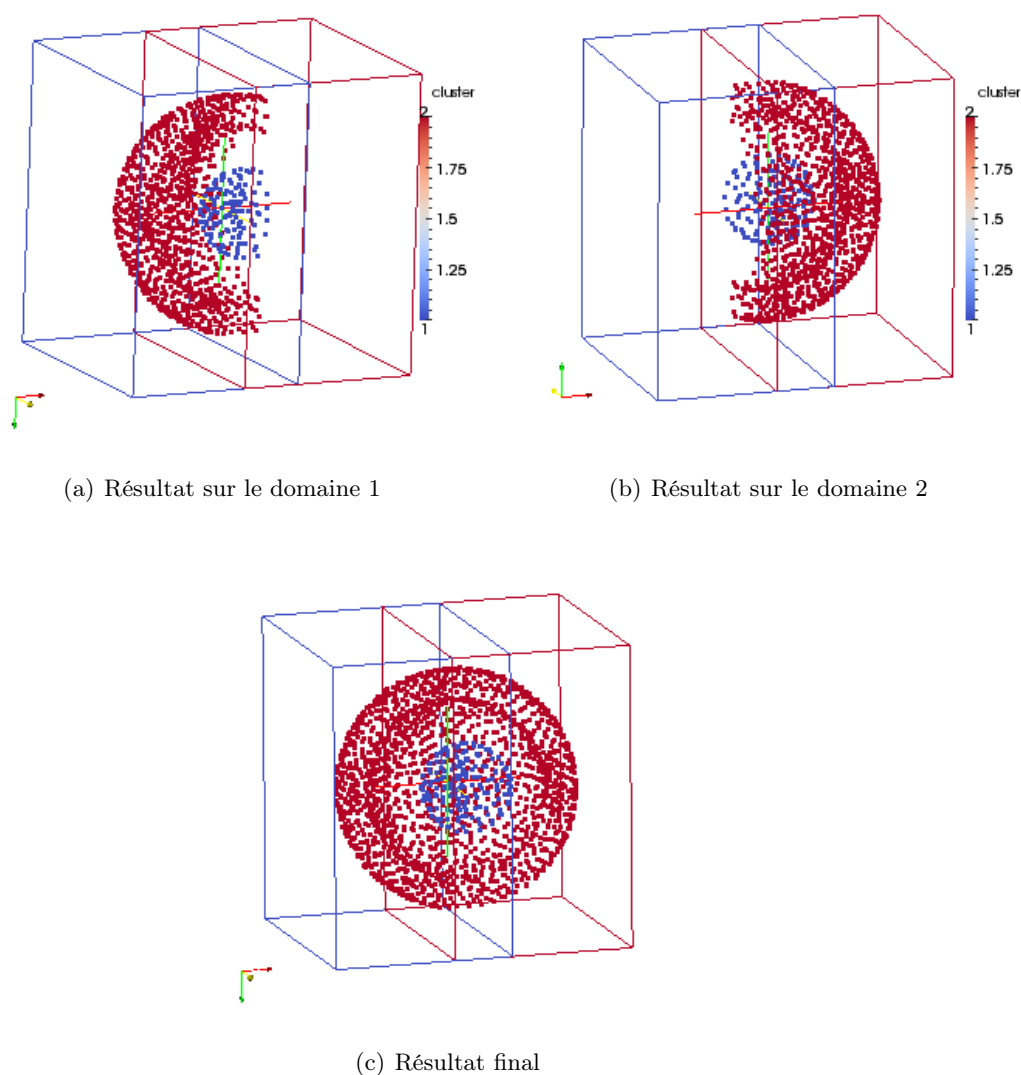 cluster
2
1.75
1.5
1.25
1
cluster
2
1.75
1.5
1.25
1
(a) Résultat sur le domaine 1
(b) Résultat sur le domaine 2
(c) Résultat final